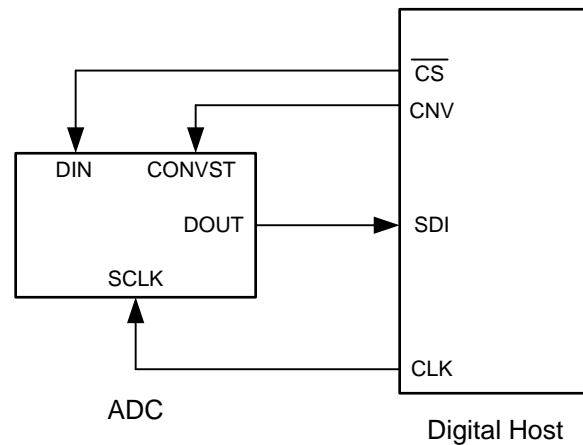 CS
CNV
DIN CONVST
DOUT SDI
SCLK
CLK
ADC
Digital Host